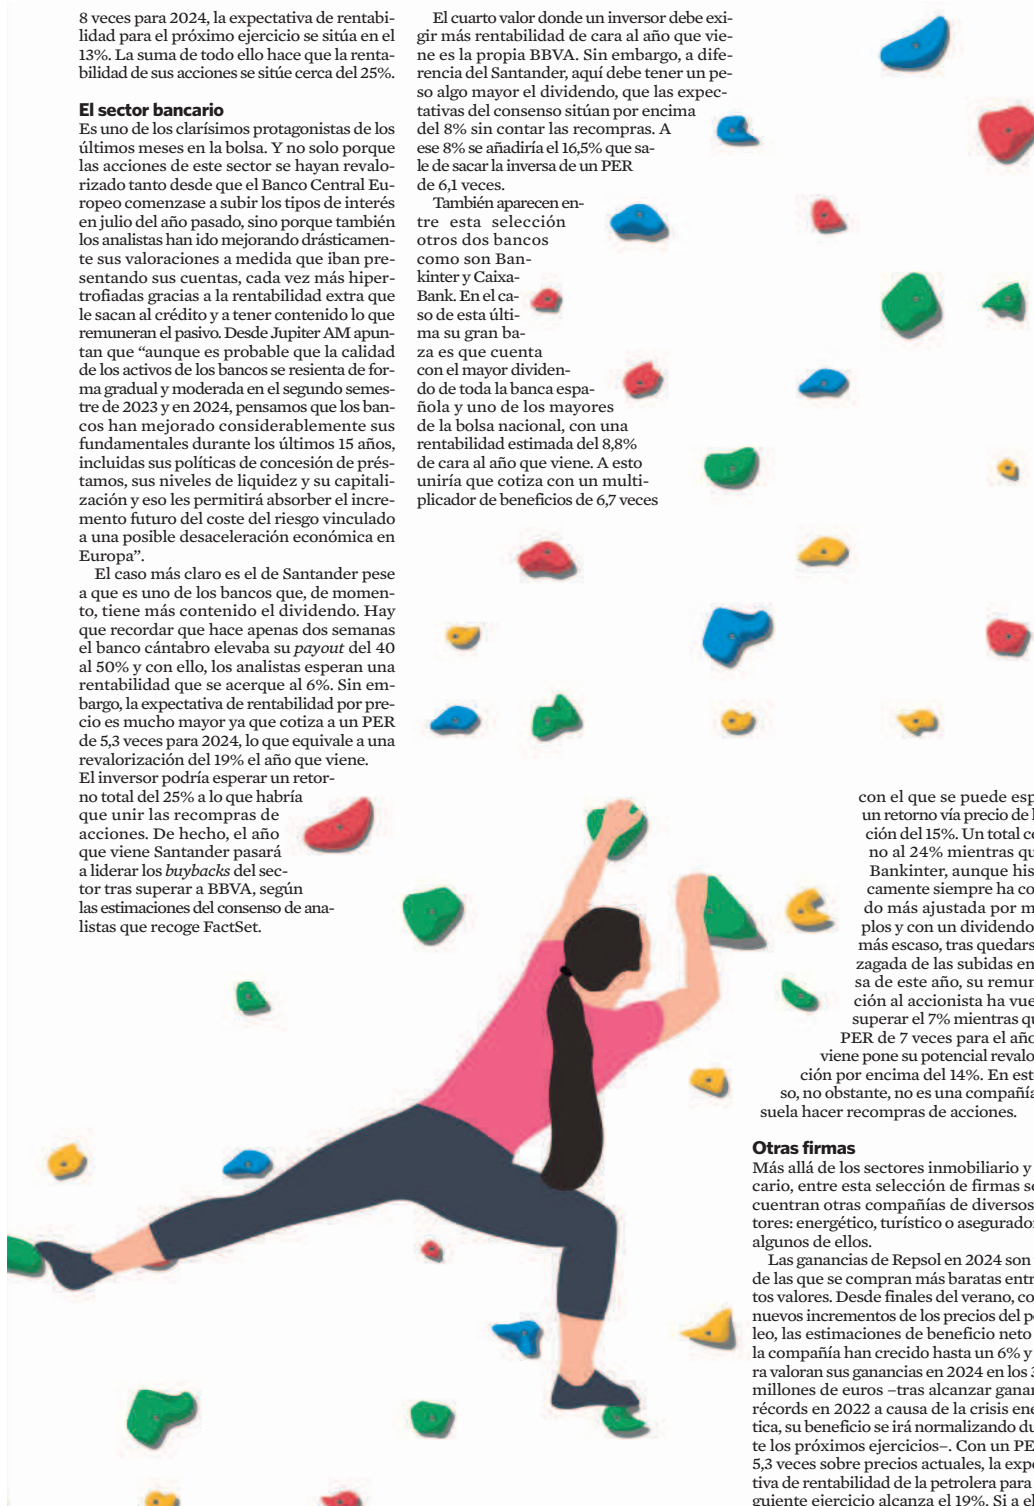 8 veces para 2024, la expectativa de rentabi-
lidad para el próximo ejercicio se sitúa en el
13%. La suma de todo ello hace que la renta-
bilidad de sus acciones se sitúe cerca del 25%.
El sector bancario
Es uno de los clarísimos protagonistas de los
últimos meses en la bolsa. Y no solo porque
las acciones de este sector se hayan revalo-
rizado tanto desde que el Banco Central Eu-
ropeo comenzase a subir los tipos de interés
en julio del año pasado, sino porque también
los analistas han ido mejorando drásticamen-
te sus valoraciones a medida que iban pre-
sentando sus cuentas, cada vez más hiper-
trofiadas gracias a la rentabilidad extra que
le sacan al crédito y a tener contenido lo que
remuneran el pasivo. Desde Jupiter AM apun-
tan que “aunque es probable que la calidad
de los activos de los bancos se resienta de for-
ma gradual y moderada en el segundo semes-
tre de 2023 y en 2024, pensamos que los ban-
cos han mejorado considerablemente sus
fundamentales durante los últimos 15 años,
incluidas sus políticas de concesión de prés-
tamos, sus niveles de liquidez y su capitali-
zación y eso les permitirá absorber el incre-
mento futuro del coste del riesgo vinculado
a una posible desaceleración económica en
Europa”.
El caso más claro es el de Santander pese
a que es uno de los bancos que, de momen-
to, tiene más contenido el dividendo. Hay
que recordar que hace apenas dos semanas
el banco cántabro elevaba su payout del 40
al 50% y con ello, los analistas esperan una
rentabilidad que se acerque al 6%. Sin em-
bargo, la expectativa de rentabilidad por pre-
cio es mucho mayor ya que cotiza a un PER
de 5,3 veces para 2024, lo que equivale a una
revalorización del 19% el año que viene.
El inversor podría esperar un retor-
no total del 25% a lo que habría
que unir las recompras de
acciones. De hecho, el año
que viene Santander pasará
a liderar los buybacks del sec-
tor tras superar a BBVA, según
las estimaciones del consenso de ana-
listas que recoge FactSet.
El cuarto valor donde un inversor debe exi-
gir más rentabilidad de cara al año que vie-
ne es la propia BBVA. Sin embargo, a dife-
rencia del Santander, aquí debe tener un pe-
so algo mayor el dividendo, que las expec-
tativas del consenso sitúan por encima
del 8% sin contar las recompras. A
ese 8% se añadiría el 16,5% que sa-
le de sacar la inversa de un PER
de 6,1 veces.
También aparecen en-
tre esta selección
otros dos bancos
como son Ban-
kinter y Caixa-
Bank. En el ca-
so de esta últi-
ma su gran ba-
za es que cuenta
con el mayor dividen-
do de toda la banca espa-
ñola y uno de los mayores
de la bolsa nacional, con una
rentabilidad estimada del 8,8%
de cara al año que viene. A esto
uniría que cotiza con un multi-
plicador de beneficios de 6,7 veces
con el que se puede esp
un retorno vía precio de l
ción del 15%. Un total ce
no al 24% mientras qu
Bankinter, aunque his
camente siempre ha co
do más ajustada por m
plos y con un dividendo
más escaso, tras quedars
zagada de las subidas en
sa de este año, su remun
ción al accionista ha vue
superar el 7% mientras qu
PER de 7 veces para el año
viene pone su potencial revalo
ción por encima del 14%. En est
so, no obstante, no es una compañía
suela hacer recompras de acciones.
Otras firmas
Más allá de los sectores inmobiliario y
cario, entre esta selección de firmas se
cuentran otras compañías de diversos
tores: energético, turístico o asegurador
algunos de ellos.
Las ganancias de Repsol en 2024 son
de las que se compran más baratas entr
tos valores. Desde finales del verano, co
nuevos incrementos de los precios del pe
leo, las estimaciones de beneficio neto
la compañía han crecido hasta un 6% y
ra valoran sus ganancias en 2024 en los 3
millones de euros –tras alcanzar ganan
récords en 2022 a causa de la crisis ene
tica, su beneficio se irá normalizando du
te los próximos ejercicios–. Con un PE
5,3 veces sobre precios actuales, la expe
tiva de rentabilidad de la petrolera para
guiente ejercicio alcanza el 19%. Si a el